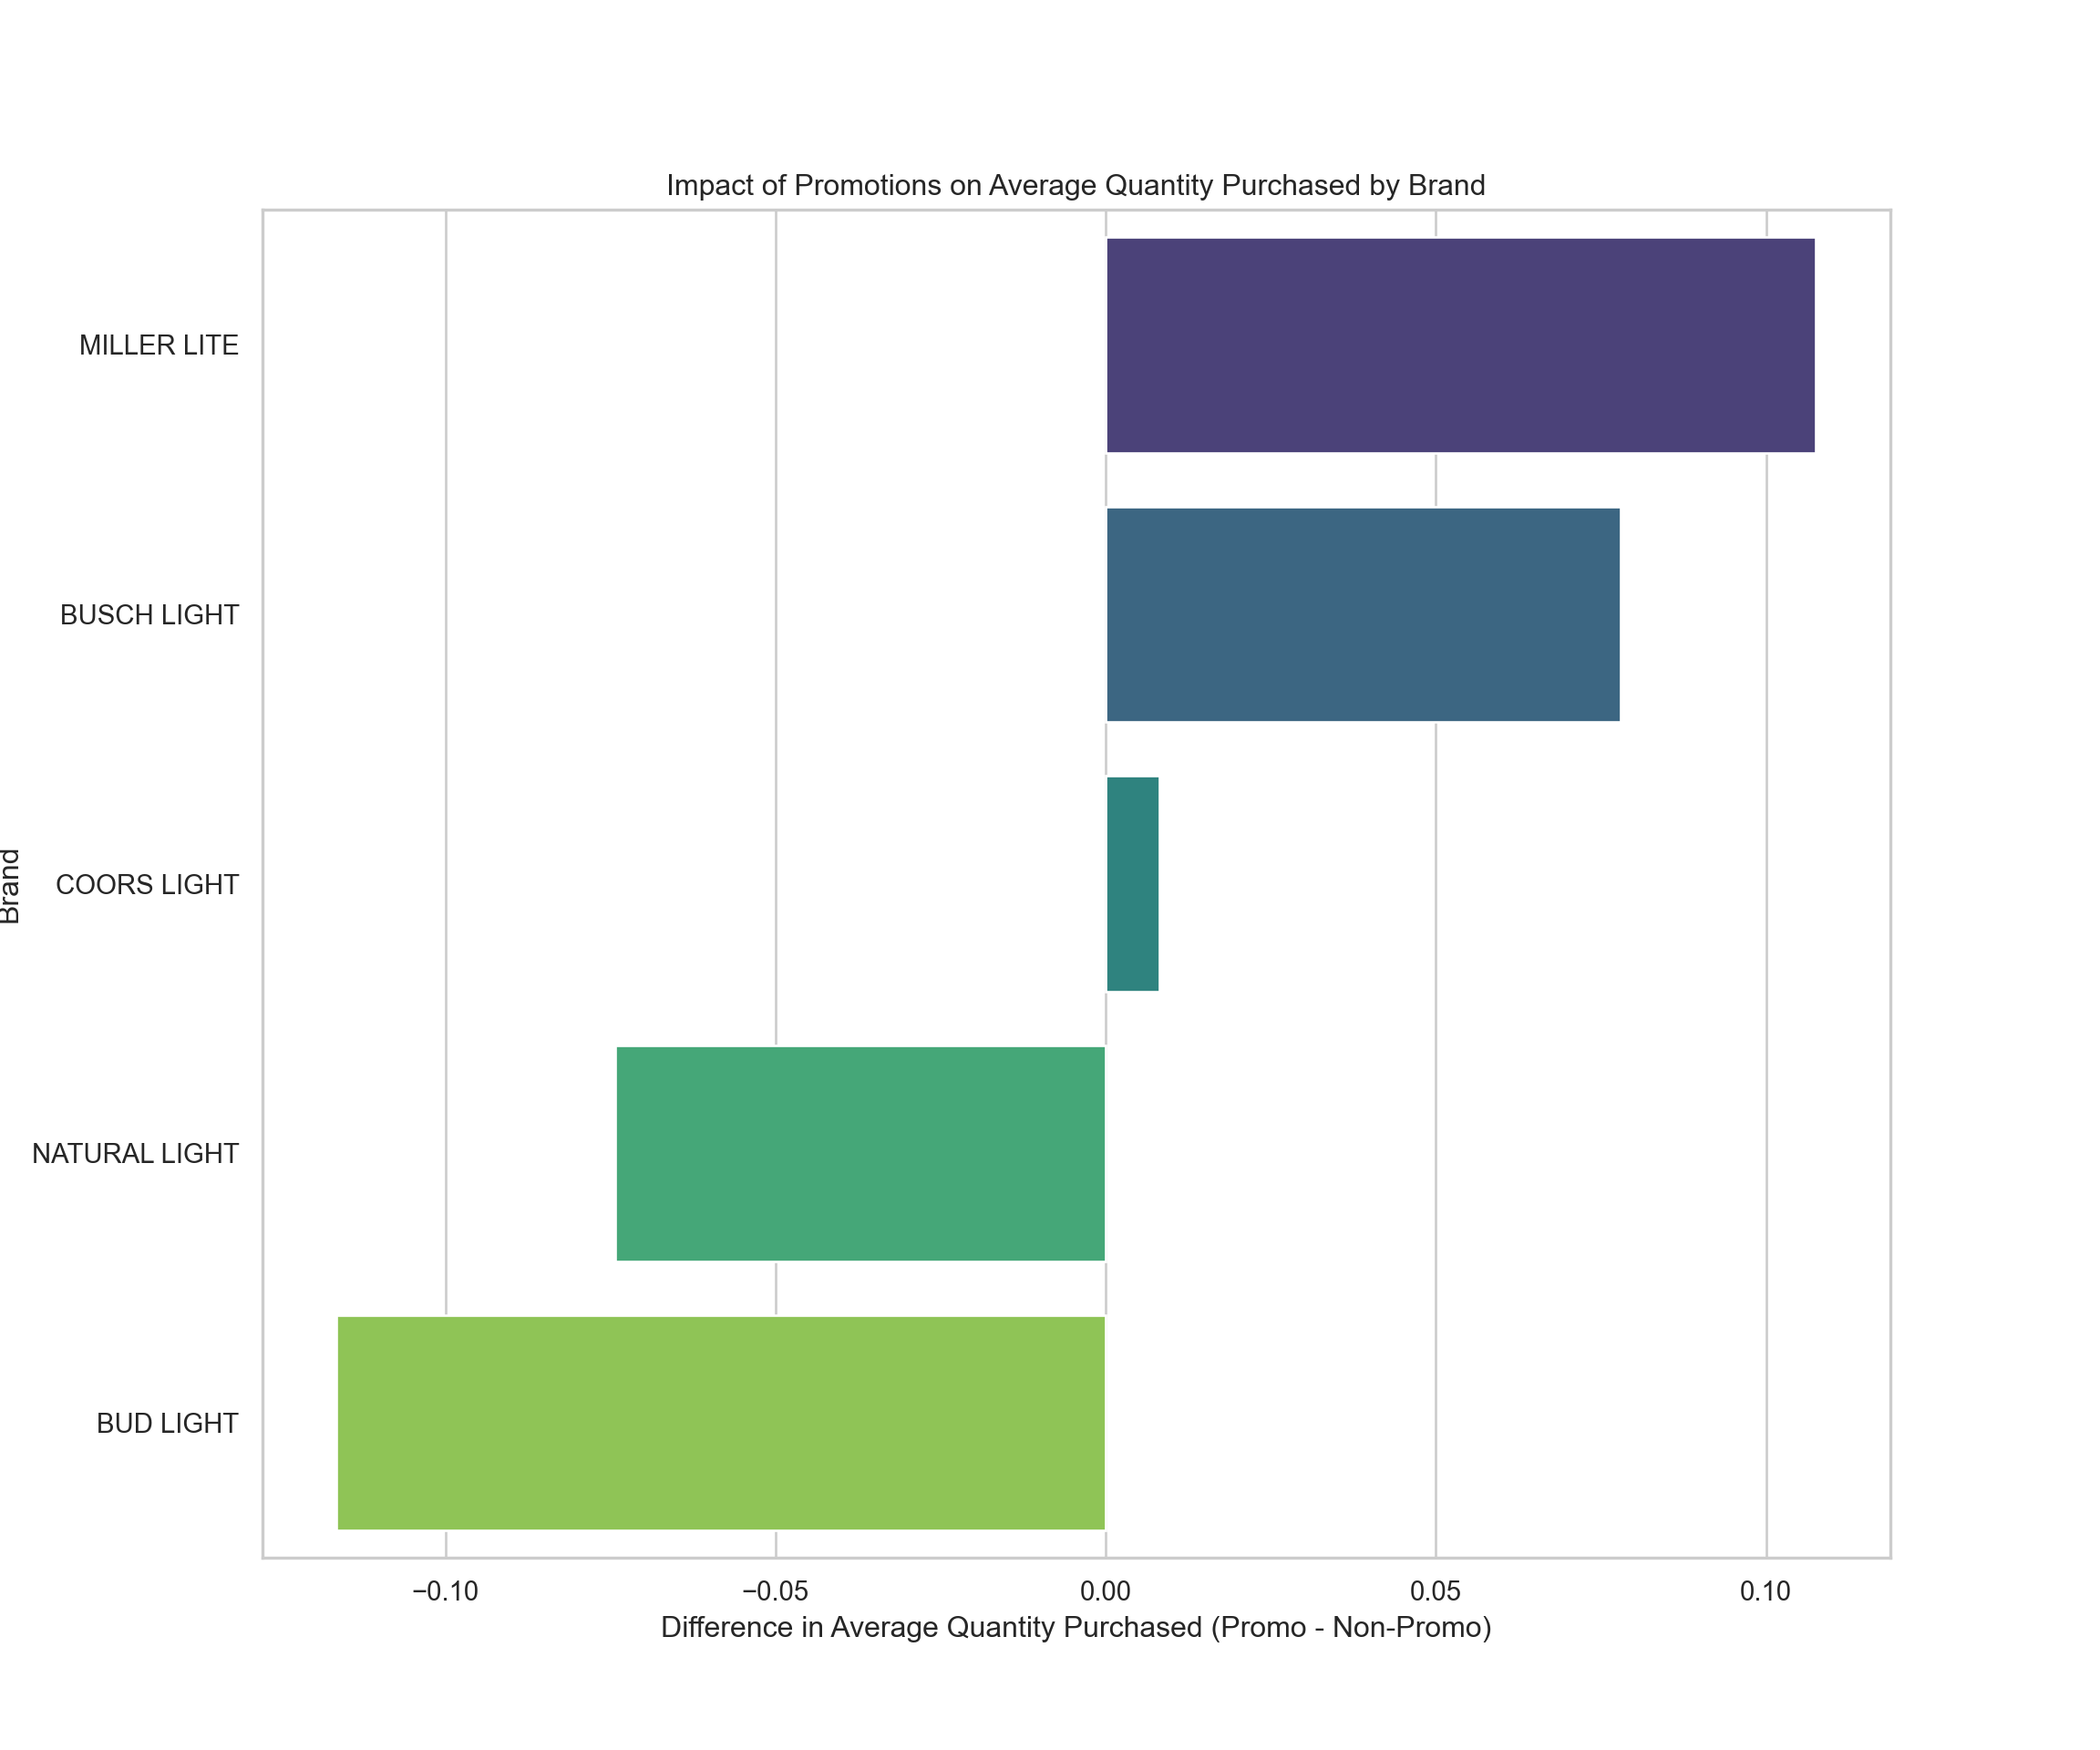 Impact of Promotions on Average Quantity Purchased by Brand
MILLER LITE
BUSCH LIGHT
COORS LIGHT
NATURAL LIGHT
BUD LIGHT
Brand
−0.10
−0.05
0.00
0.05
0.10
Difference in Average Quantity Purchased (Promo - Non-Promo)